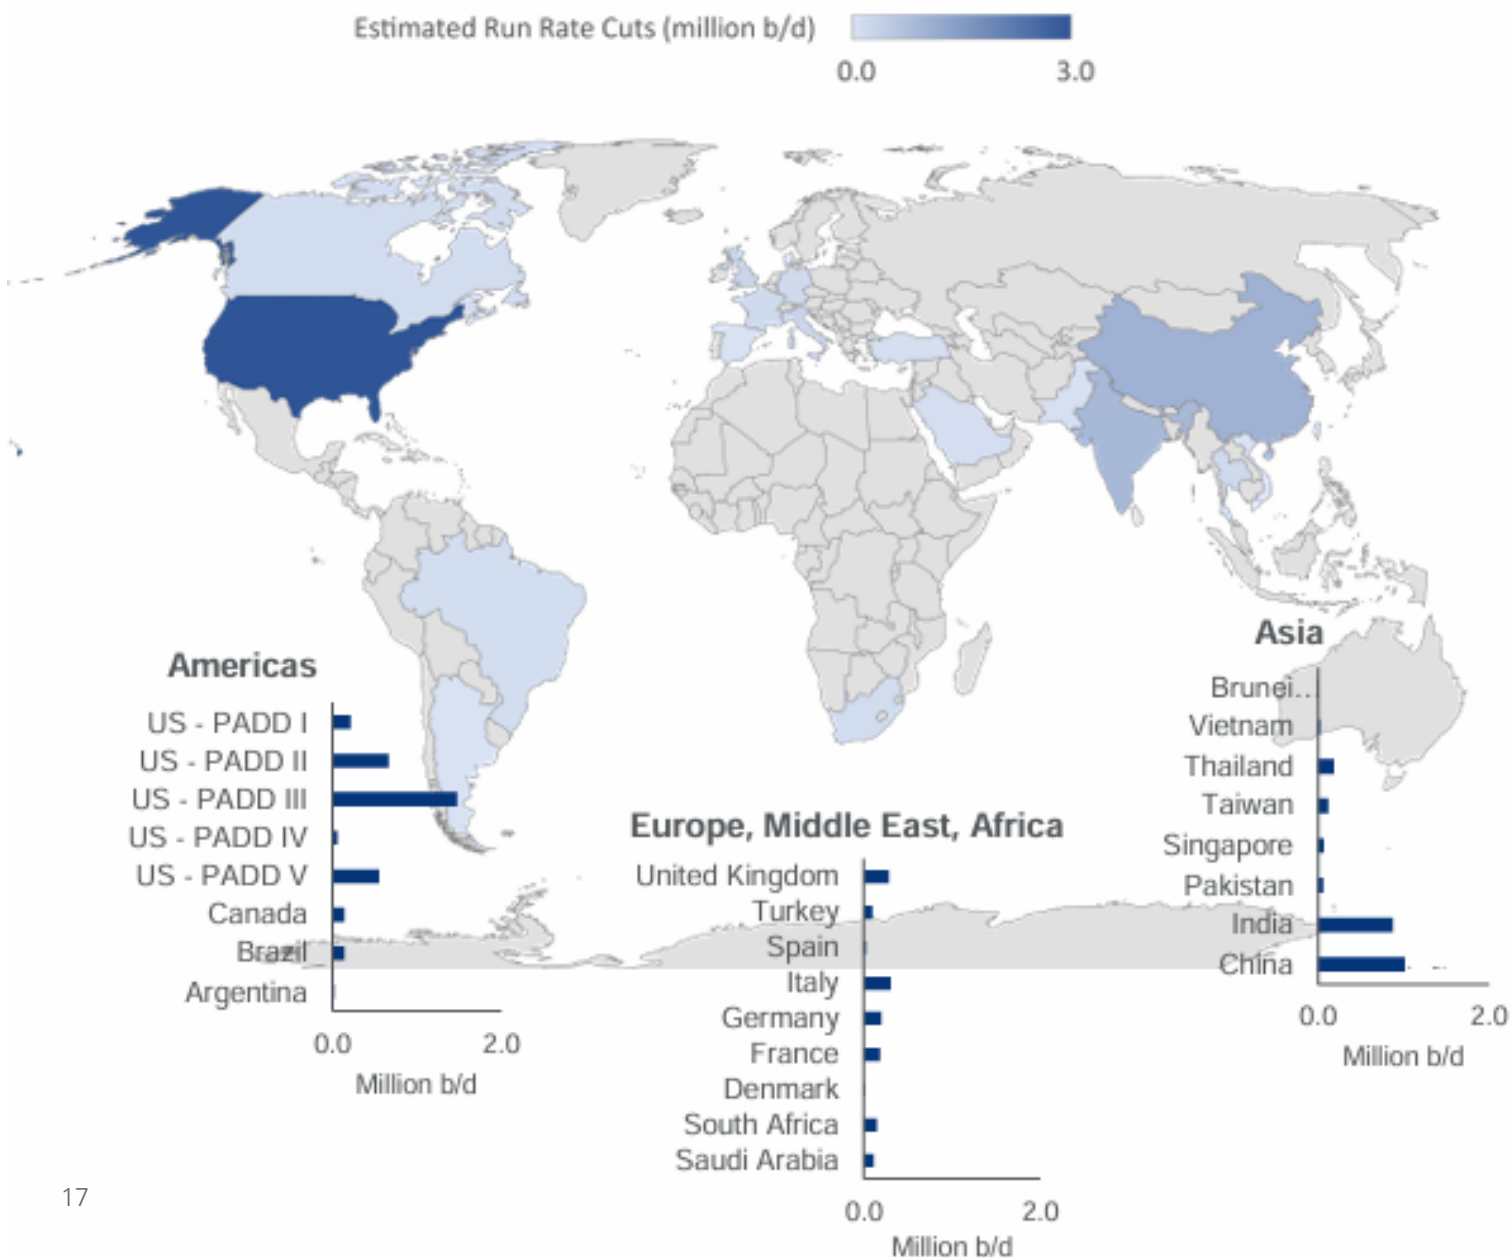 Estimated Run Rate Cuts (million b/d)
0.0 3.0
Americas
US - PADD I
US - PADD II
US - PADD III
US - PADD IV
US - PADD V
Canada
Brazil
Argentina
0.0 2.0
Million b/d
Europe, Middle East, Africa
United Kingdom
Turkey
Spain
Italy
Germany
France
Denmark
South Africa
Saudi Arabia
0.0 2.0
Million b/d
Asia
Brunei...
Vietnam
Thailand
Taiwan
Singapore
Pakistan
India
China
0.0 2.0
Million b/d
17